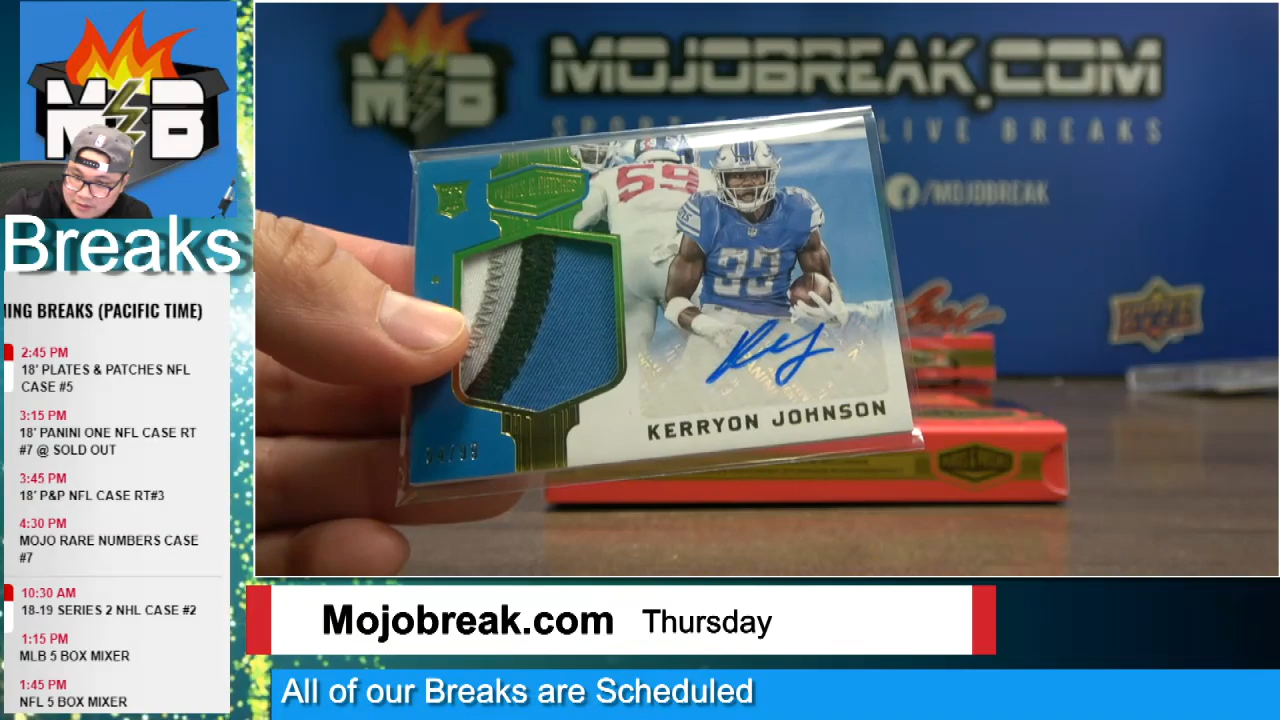 M B
Breaks
ING BREAKS (PACIFIC TIME)
2:45 PM
18' PLATES & PATCHES NFL
CASE #5
3:15 PM
18' PANINI ONE NFL CASE RT
#7 @ SOLD OUT
3:45 PM
18' P&P NFL CASE RT#3
4:30 PM
MOJO RARE NUMBERS CASE
#7
10:30 AM
18-19 SERIES 2 NHL CASE #2
1:15 PM
MLB 5 BOX MIXER
1:45 PM
NFL 5 BOX MIXER
M B
MOJOBREAK.COM
LIVE BREAKS
/MOJOBREAK
59
33
KERRYON JOHNSON
Mojobreak.com Thursday
All of our Breaks are Scheduled